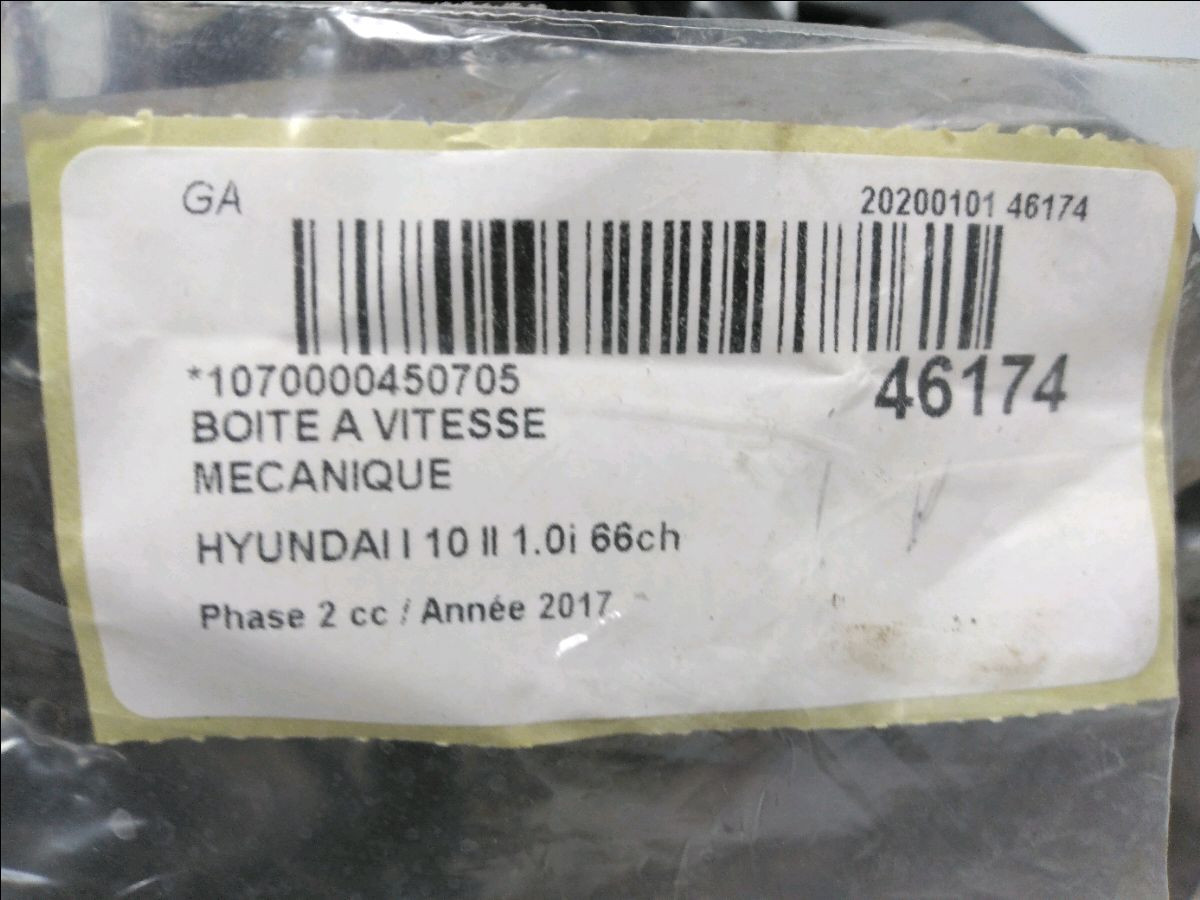 GA
20200101 46174
*1070000450705
46174
BOITE A VITESSE
MECANIQUE
HYUNDAI I 10 II 1.0i 66ch
Phase 2 cc / Année 2017